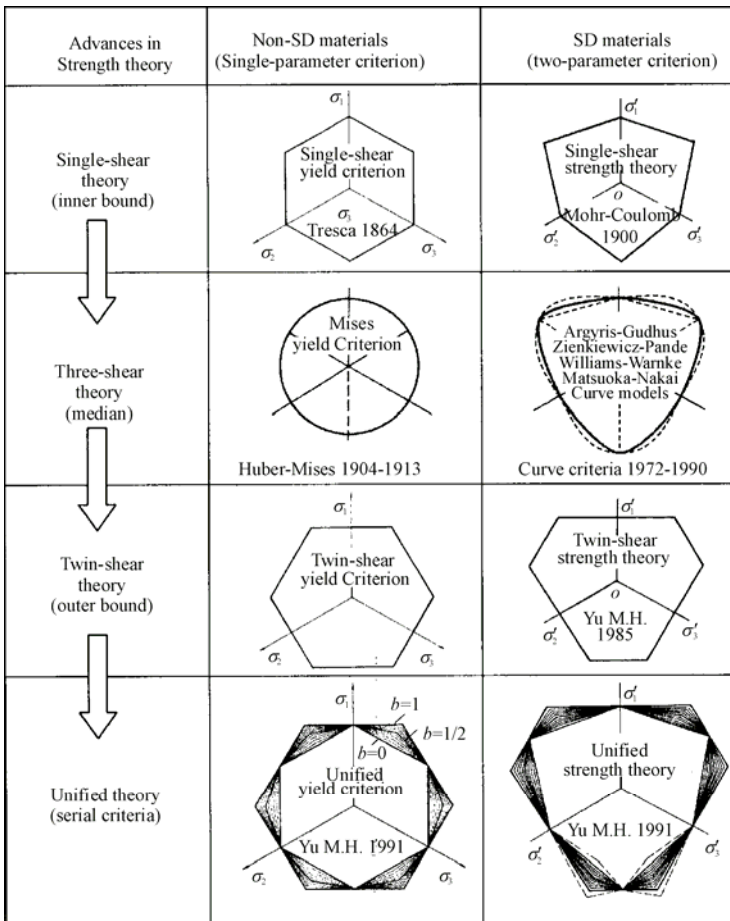 Advances in
Strength theory
Non-SD materials
(Single-parameter criterion)
SD materials
(two-parameter criterion)
Single-shear
theory
(inner bound)
σ₁
Single-shear
yield criterion
σ₃
Tresca 1864
σ₂
σ₃
σ′₁
Single-shear
strength theory
o
Mohr-Coulomb
1900
σ′₂
σ′₃
Three-shear
theory
(median)
Mises
yield Criterion
Huber-Mises 1904-1913
Argyris-Gudhus
Zienkiewicz-Pande
Williams-Warnke
Matsuoka-Nakai
Curve models
Curve criteria 1972-1990
Twin-shear
theory
(outer bound)
σ₁
Twin-shear
yield Criterion
σ₂
σ₃
σ′₁
Twin-shear
strength theory
o
Yu M.H.
1985
σ′₂
σ′₃
Unified theory
(serial criteria)
σ₁
b=1
b=1/2
b=0
Unified
yield criterion
Yu M.H. 1991
σ₂
σ₃
σ′₁
Unified
strength theory
Yu M.H. 1991
σ′₂
σ′₃